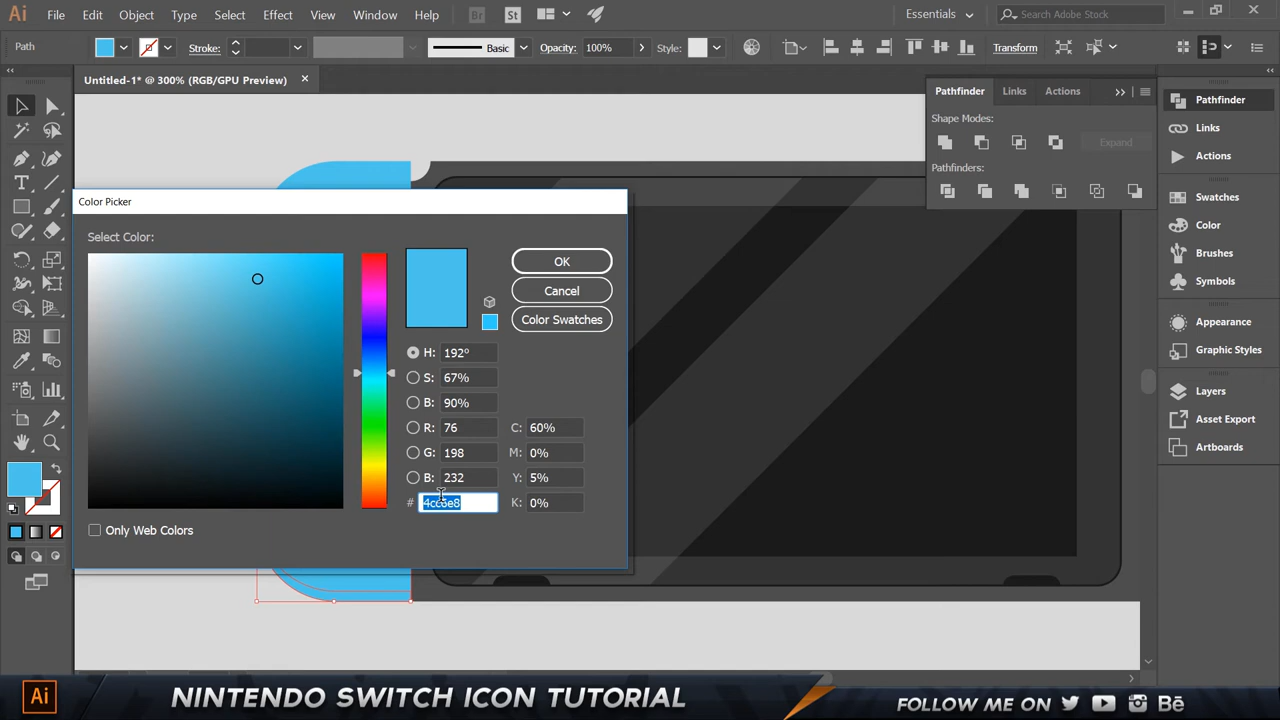 Ai File Edit Object Type Select Effect View Window Help Br St Essentials Search Adobe Stock
Path Stroke: Basic Opacity: 100% Style: Transform
Untitled-1* @ 300% (RGB/GPU Preview)
Pathfinder Links Actions
Shape Modes:
Expand
Pathfinders:
Pathfinder
Links
Actions
Swatches
Color
Brushes
Symbols
Appearance
Graphic Styles
Layers
Asset Export
Artboards
Color Picker
Select Color:
OK
Cancel
Color Swatches
H: 192°
S: 67%
B: 90%
R: 76 C: 60%
G: 198 M: 0%
B: 232 Y: 5%
# 4cc6e8 K: 0%
Only Web Colors
Ai NINTENDO SWITCH ICON TUTORIAL FOLLOW ME ON Bē